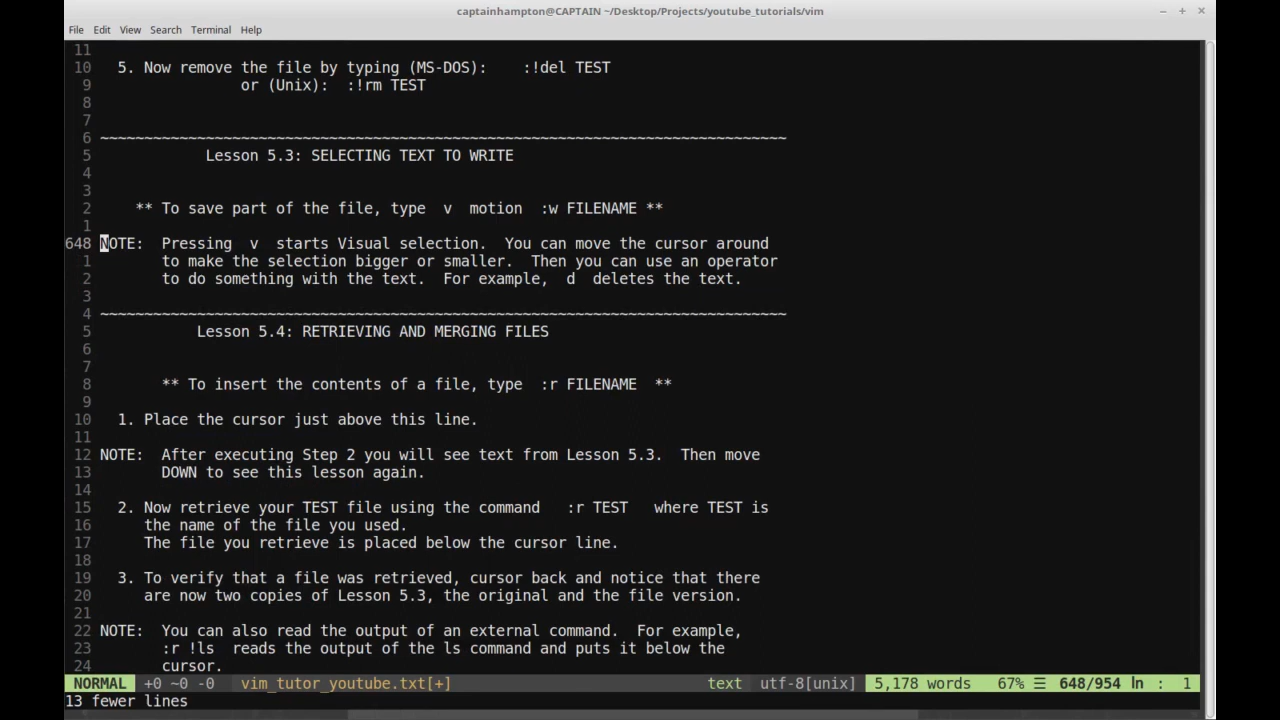 captainhampton@CAPTAIN ~/Desktop/Projects/youtube_tutorials/vim
File Edit View Search Terminal Help
11
10 5. Now remove the file by typing (MS-DOS): :!del TEST
9 or (Unix): :!rm TEST
8
7
6 ~~~~~~~~~~~~~~~~~~~~~~~~~~~~~~~~~~~~~~~~~~~~~~~~~~~~~~~~~~~~~~~~~~~~~~~~~~~~~~
5 Lesson 5.3: SELECTING TEXT TO WRITE
4
3
2 ** To save part of the file, type v motion :w FILENAME **
1
648 NOTE: Pressing v starts Visual selection. You can move the cursor around
1 to make the selection bigger or smaller. Then you can use an operator
2 to do something with the text. For example, d deletes the text.
3
4 ~~~~~~~~~~~~~~~~~~~~~~~~~~~~~~~~~~~~~~~~~~~~~~~~~~~~~~~~~~~~~~~~~~~~~~~~~~~~~~
5 Lesson 5.4: RETRIEVING AND MERGING FILES
6
7
8 ** To insert the contents of a file, type :r FILENAME **
9
10 1. Place the cursor just above this line.
11
12 NOTE: After executing Step 2 you will see text from Lesson 5.3. Then move
13 DOWN to see this lesson again.
14
15 2. Now retrieve your TEST file using the command :r TEST where TEST is
16 the name of the file you used.
17 The file you retrieve is placed below the cursor line.
18
19 3. To verify that a file was retrieved, cursor back and notice that there
20 are now two copies of Lesson 5.3, the original and the file version.
21
22 NOTE: You can also read the output of an external command. For example,
23 :r !ls reads the output of the ls command and puts it below the
24 cursor.
NORMAL +0 ~0 -0 vim_tutor_youtube.txt[+] text utf-8[unix] 5,178 words 67% ☰ 648/954 ln : 1
13 fewer lines